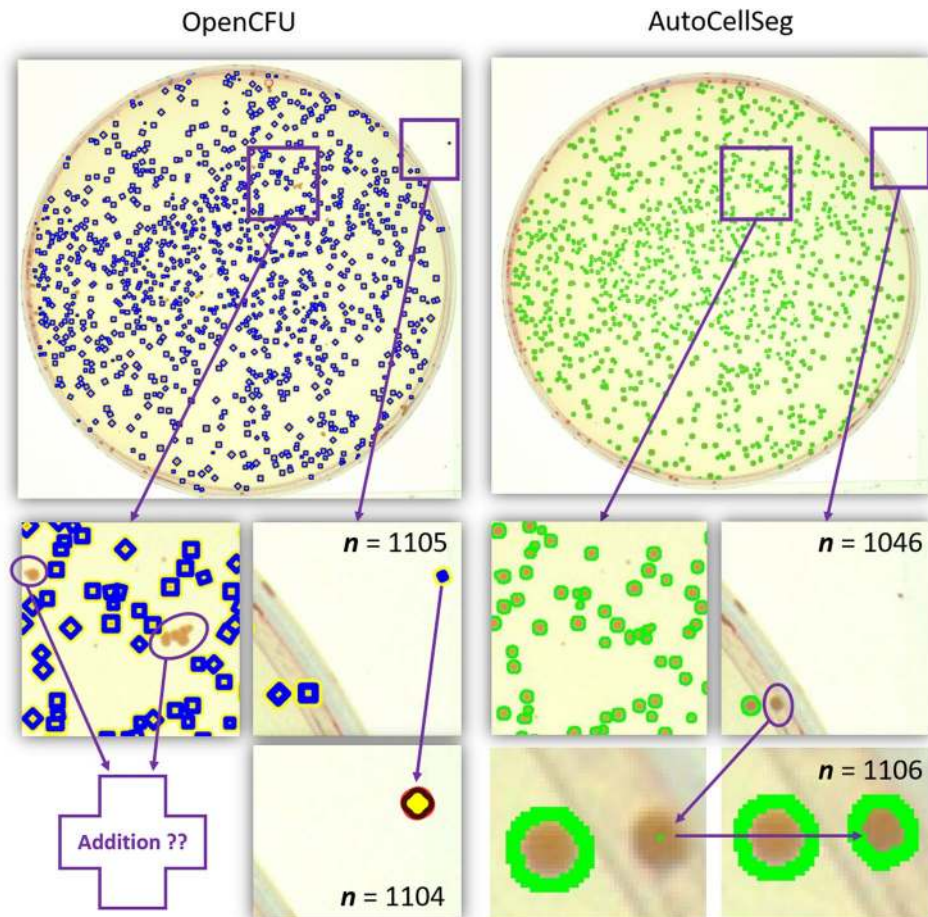 OpenCFU
AutoCellSeg
n = 1105
n = 1046
Addition ??
n = 1104
n = 1106